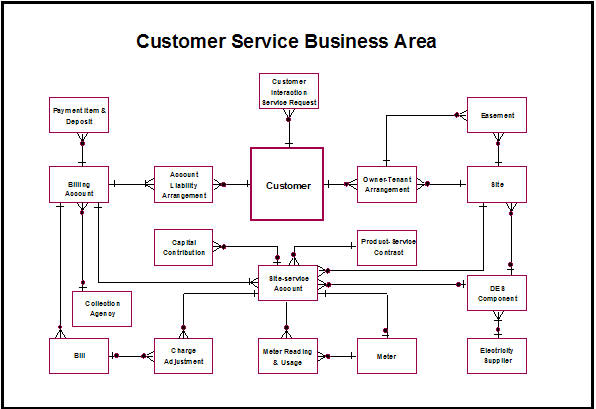 Customer Service Business Area
Customer
Interaction
Service Request
Payment Item &
Deposit
Easement
Billing
Account
Account
Liability
Arrangement
Customer
Owner-Tenant
Arrangement
Site
Capital
Contribution
Product-Service
Contract
Site-service
Account
Collection
Agency
DES
Component
Bill
Charge
Adjustment
Meter Reading
& Usage
Meter
Electricity
Supplier